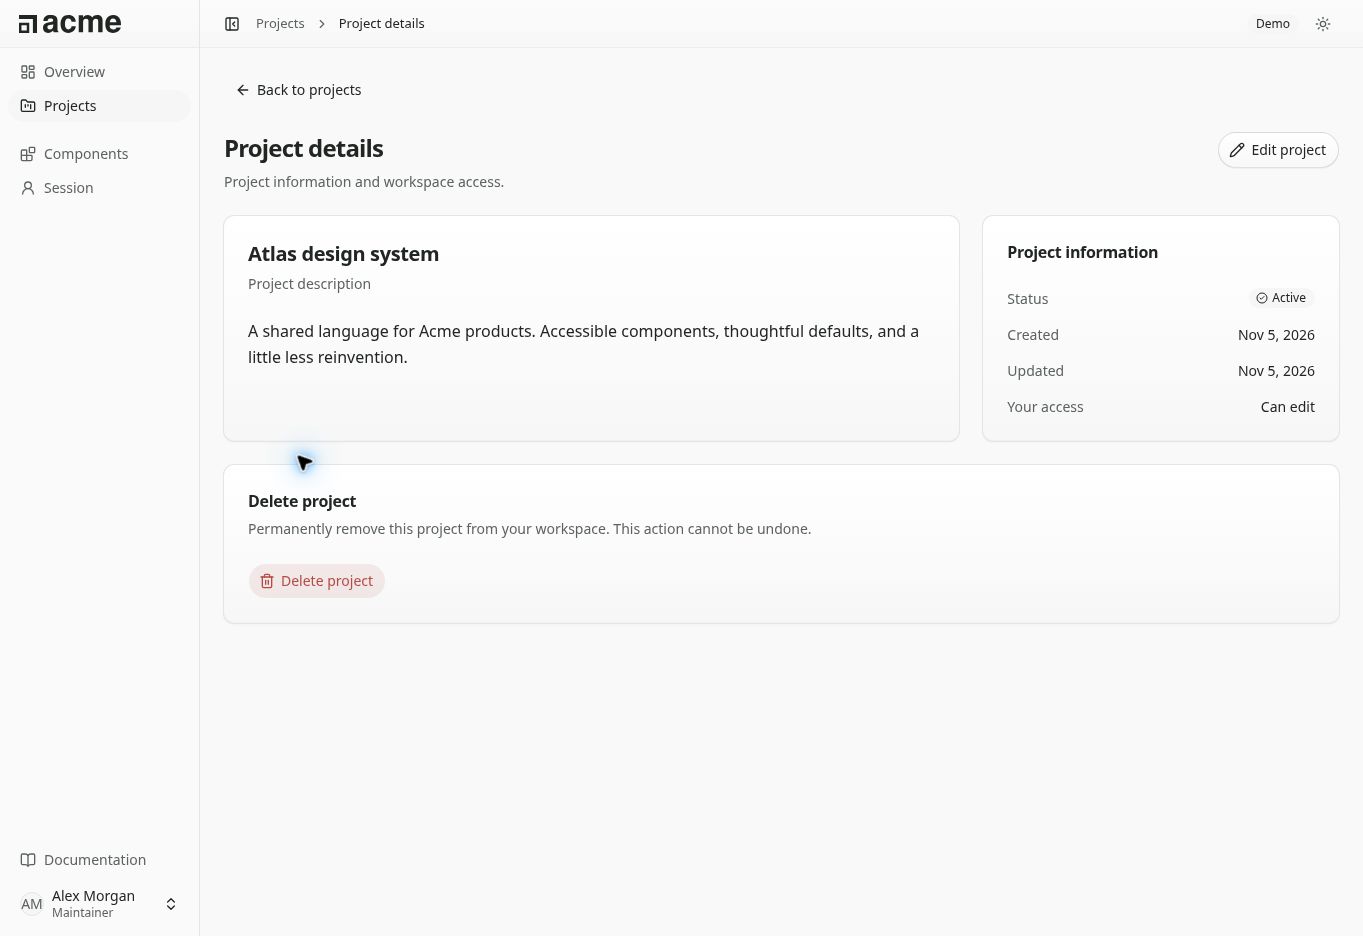 acme
Projects
Project details
Demo
Overview
Projects
Components
Session
Back to projects
Project details
Edit project
Project information and workspace access.
Atlas design system
Project description
A shared language for Acme products. Accessible components, thoughtful defaults, and a
little less reinvention.
Project information
Status
Active
Created
Nov 5, 2026
Updated
Nov 5, 2026
Your access
Can edit
Delete project
Permanently remove this project from your workspace. This action cannot be undone.
Delete project
Documentation
AM
Alex Morgan
Maintainer